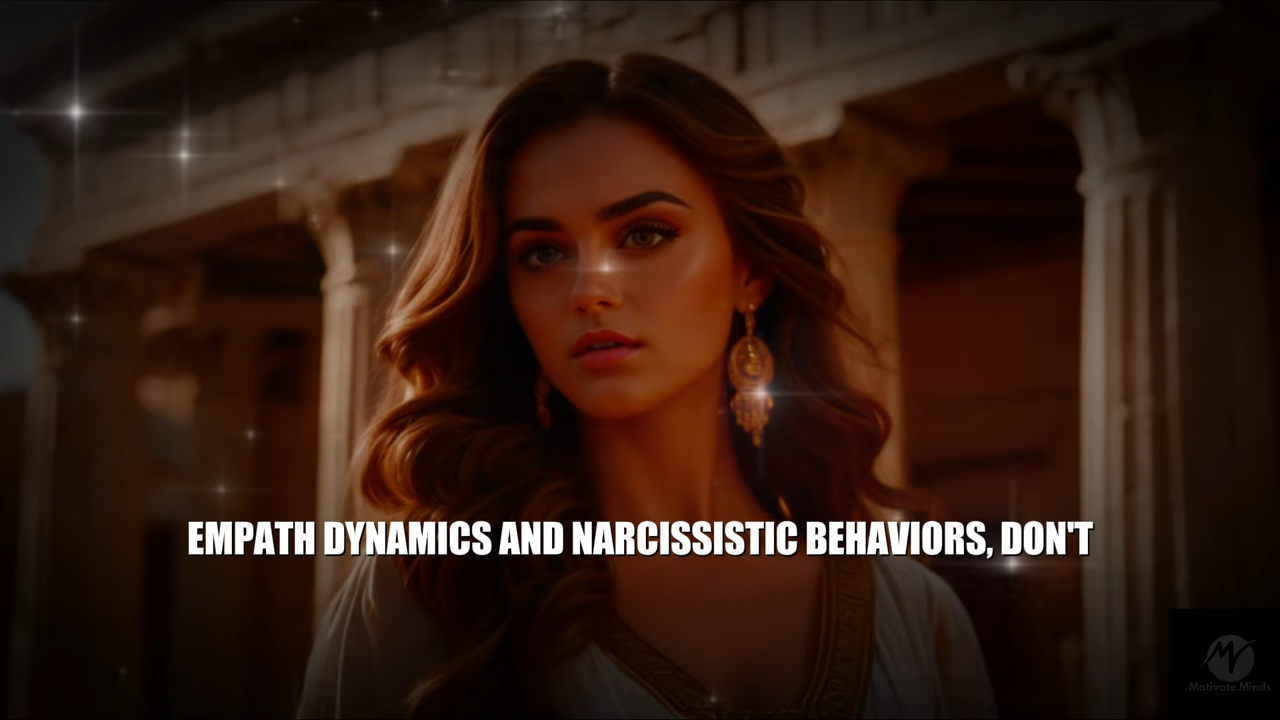 EMPATH DYNAMICS AND NARCISSISTIC BEHAVIORS, DON'T
Motivate Minds